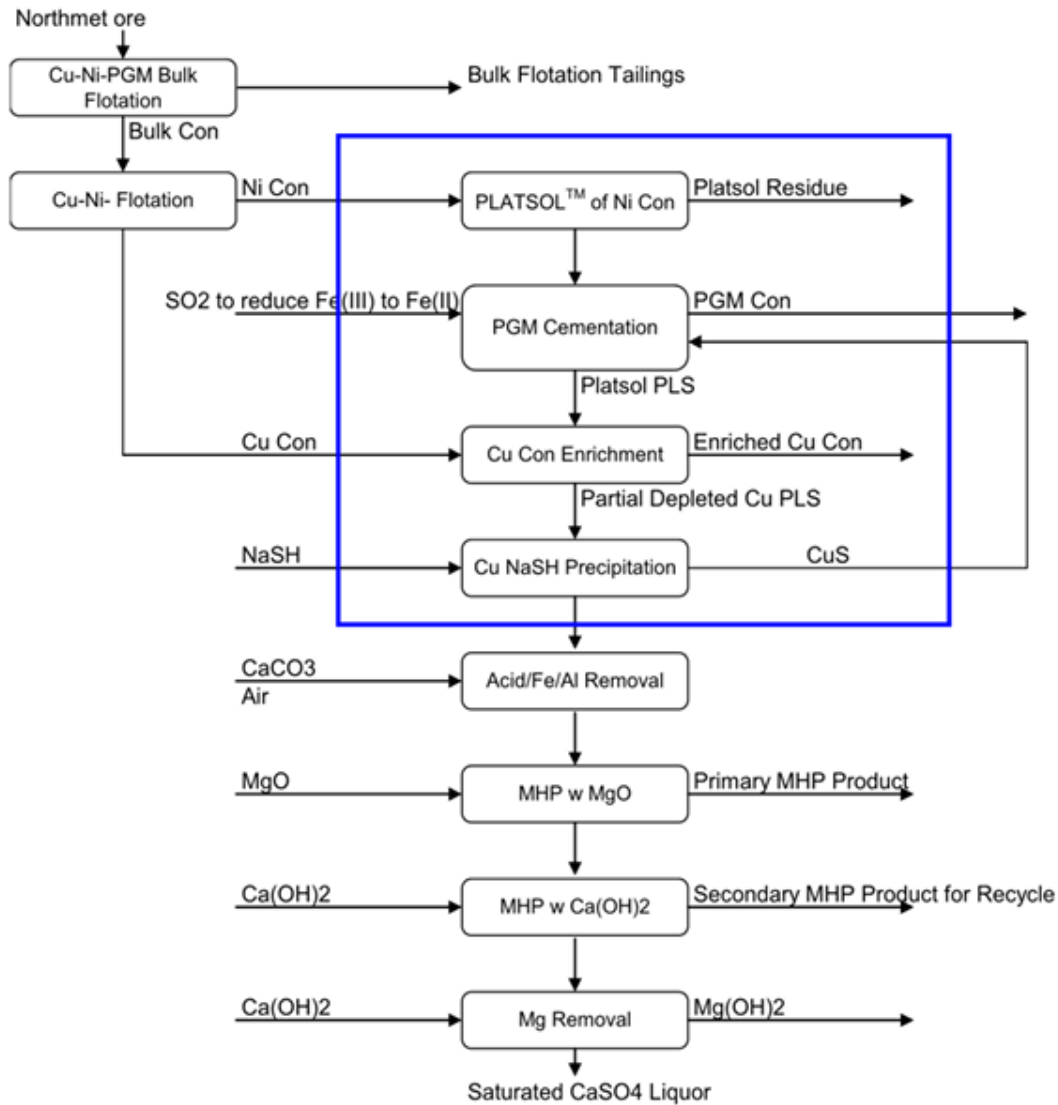 Northmet ore
Cu-Ni-PGM Bulk
Flotation
Bulk Flotation Tailings
Bulk Con
Cu-Ni- Flotation
Ni Con
PLATSOL™ of Ni Con
Platsol Residue
SO2 to reduce Fe(III) to Fe(II)
PGM Cementation
PGM Con
Platsol PLS
Cu Con
Cu Con Enrichment
Enriched Cu Con
Partial Depleted Cu PLS
NaSH
Cu NaSH Precipitation
CuS
CaCO3
Air
Acid/Fe/Al Removal
MgO
MHP w MgO
Primary MHP Product
Ca(OH)2
MHP w Ca(OH)2
Secondary MHP Product for Recycle
Ca(OH)2
Mg Removal
Mg(OH)2
Saturated CaSO4 Liquor